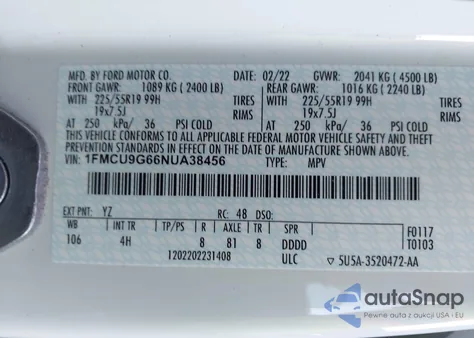 MFD. BY FORD MOTOR CO. DATE: 02/22 GVWR: 2041 KG (4500 LB)
FRONT GAWR: 1089 KG (2400 LB) REAR GAWR: 1016 KG (2240 LB)
WITH 225/55R19 99H TIRES WITH 225/55R19 99H TIRES
19x7.5J RIMS 19x7.5J RIMS
AT 250 kPa/ 36 PSI COLD AT 250 kPa/ 36 PSI COLD
THIS VEHICLE CONFORMS TO ALL APPLICABLE FEDERAL MOTOR VEHICLE
SAFETY STANDARDS IN EFFECT ON THE DATE OF MANUFACTURE SHOWN ABOVE.
VIN: 1FMCU9G66NUA38456 TYPE: MPV
EXT PNT: YZ RC: 48 DSO:
WB INT TR TP/PS R AXLE TR SPR F0117
106 4H 8 81 8 DDDD T0103
1202202231408 ULC 5U5A-3520472-AA
autoSnap
Pewne auta z aukcji USA - EU